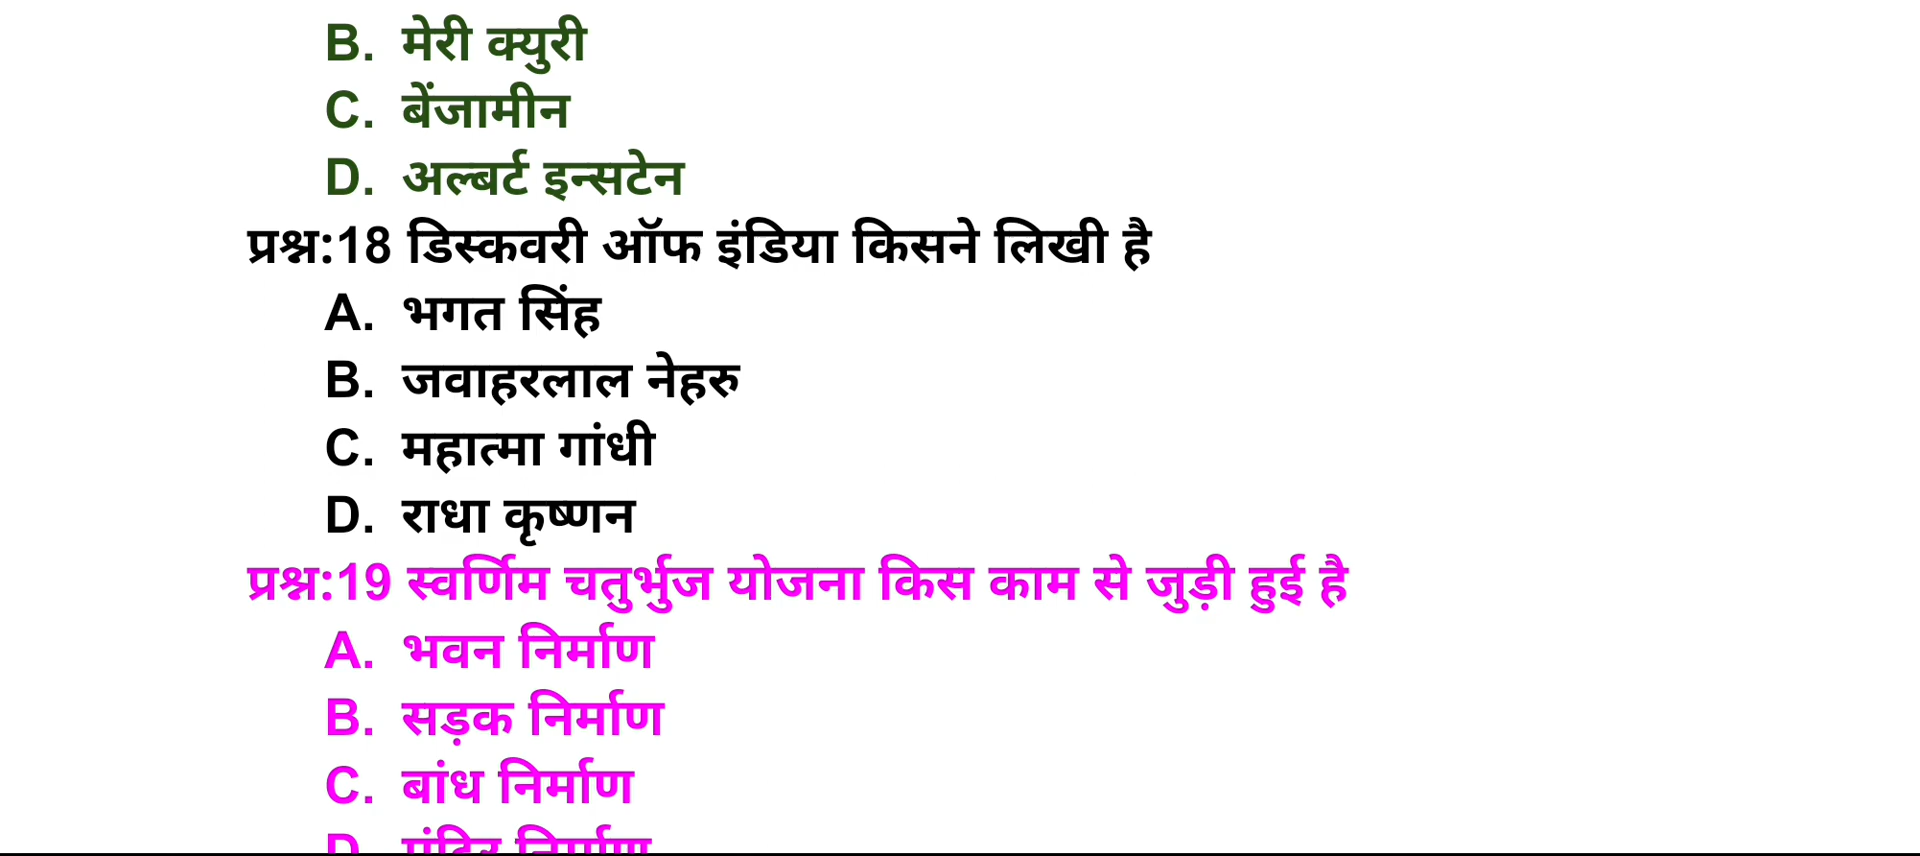 B. मेरी क्युरी
C. बेंजामीन
D. अल्बर्ट इन्सटेन
प्रश्न:18 डिस्कवरी ऑफ इंडिया किसने लिखी है
A. भगत सिंह
B. जवाहरलाल नेहरु
C. महात्मा गांधी
D. राधा कृष्णन
प्रश्न:19 स्वर्णिम चतुर्भुज योजना किस काम से जुड़ी हुई है
A. भवन निर्माण
B. सड़क निर्माण
C. बांध निर्माण
D. मंदिर निर्माण